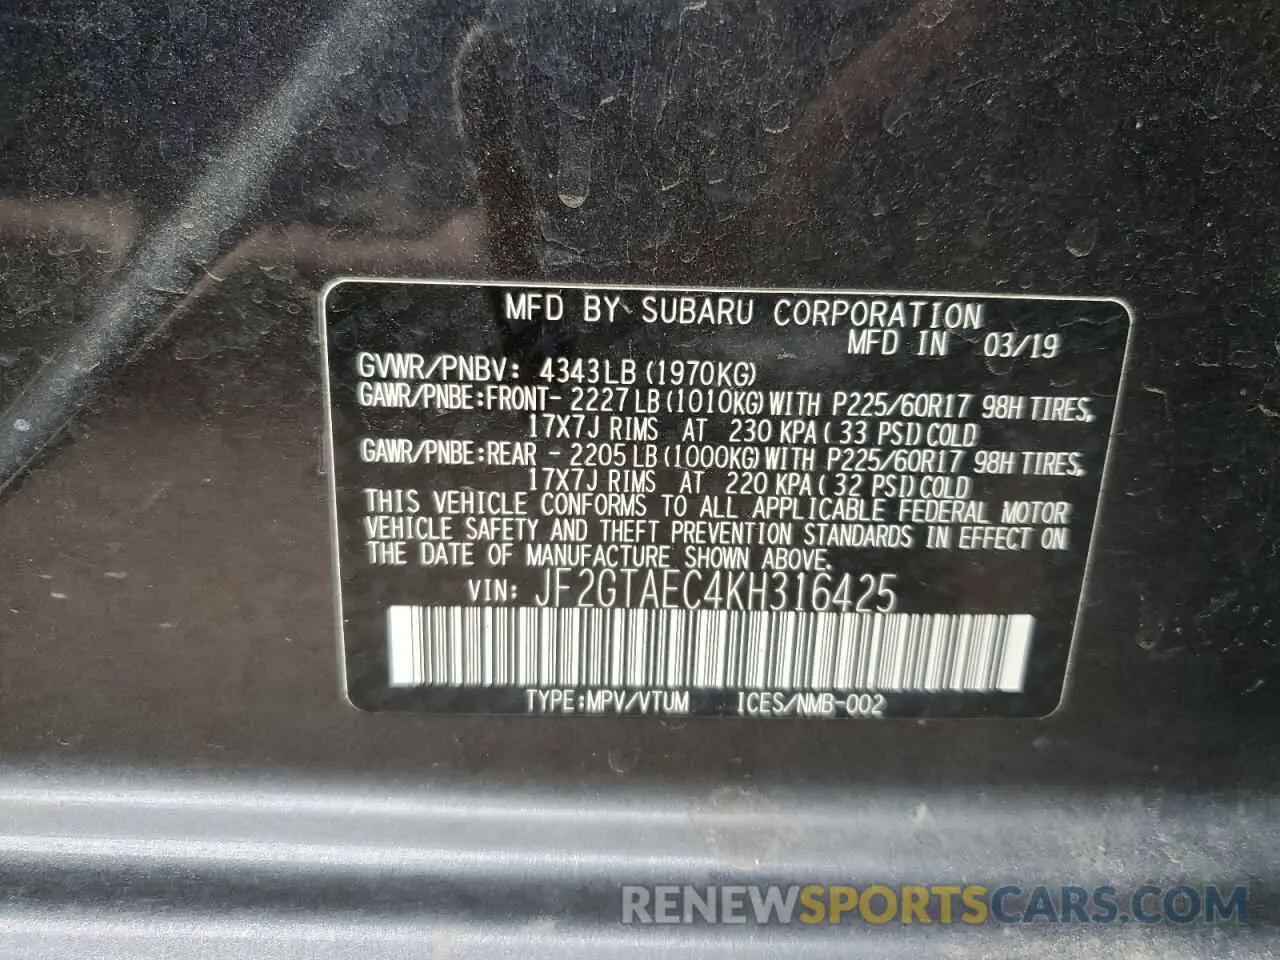 MFD BY SUBARU CORPORATION
MFD IN 03/19
GVWR/PNBV: 4343LB (1970KG)
GAWR/PNBE:FRONT- 2227LB (1010KG) WITH P225/60R17 98H TIRES,
17X7J RIMS AT 230 KPA( 33 PSI) COLD
GAWR/PNBE:REAR - 2205LB (1000KG) WITH P225/60R17 98H TIRES,
17X7J RIMS AT 220 KPA( 32 PSI) COLD
THIS VEHICLE CONFORMS TO ALL APPLICABLE FEDERAL MOTOR
VEHICLE SAFETY AND THEFT PREVENTION STANDARDS IN EFFECT ON
THE DATE OF MANUFACTURE SHOWN ABOVE.
VIN: JF2GTAEC4KH316425
TYPE:MPV/VTUM ICES/NMB-002
RENEWSPORTSCARS.COM